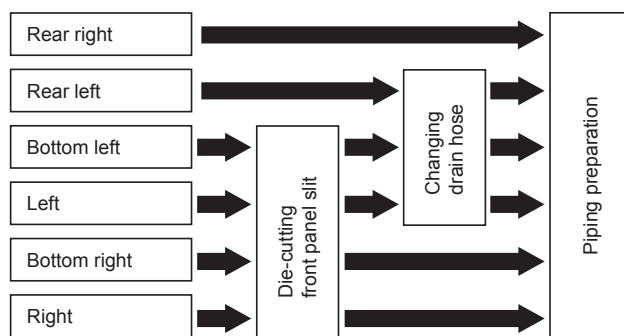 Rear right
Rear left
Bottom left
Left
Bottom right
Right
Die-cutting
front panel slit
Changing
drain hose
Piping preparation